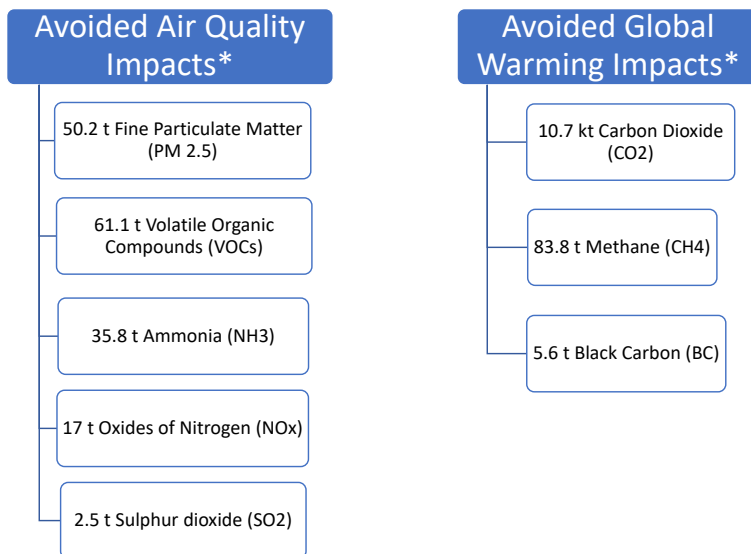 Avoided Air Quality
Impacts*
50.2 t Fine Particulate Matter
(PM 2.5)
61.1 t Volatile Organic
Compounds (VOCs)
35.8 t Ammonia (NH3)
17 t Oxides of Nitrogen (NOx)
2.5 t Sulphur dioxide (SO2)
Avoided Global
Warming Impacts*
10.7 kt Carbon Dioxide
(CO2)
83.8 t Methane (CH4)
5.6 t Black Carbon (BC)